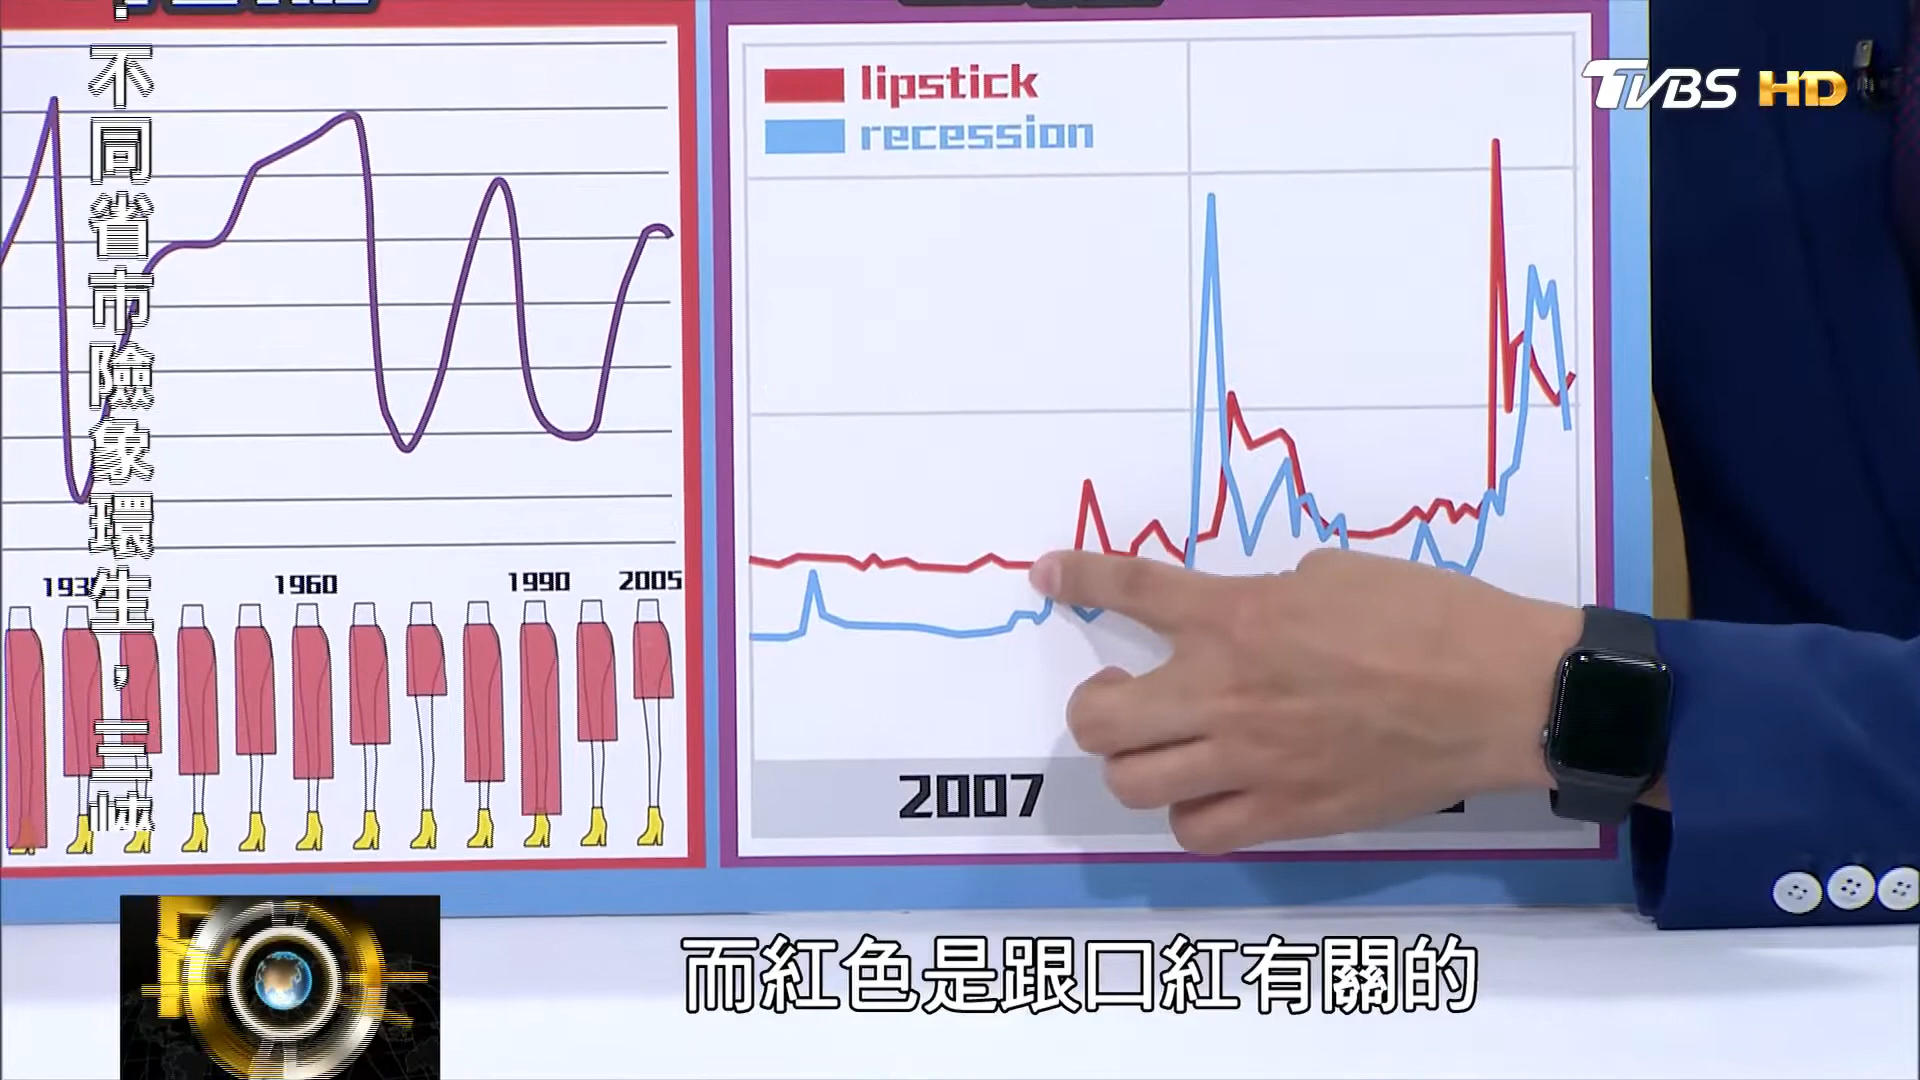 不同省市險象環生，三峽
TVBS HD
lipstick
recession
1960
1990
2005
2007
而紅色是跟口紅有關的